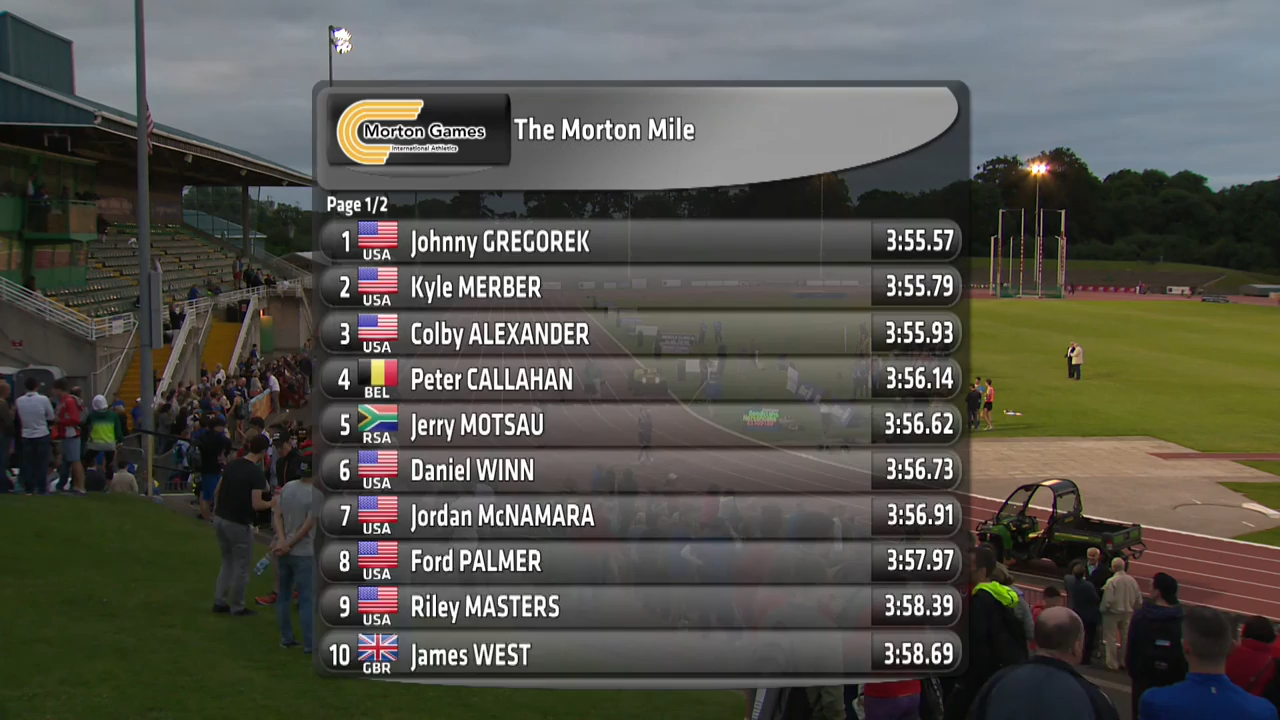 Morton Games
International Athletics
The Morton Mile
Page 1/2
1 USA Johnny GREGOREK 3:55.57
2 USA Kyle MERBER 3:55.79
3 USA Colby ALEXANDER 3:55.93
4 BEL Peter CALLAHAN 3:56.14
5 RSA Jerry MOTSAU 3:56.62
6 USA Daniel WINN 3:56.73
7 USA Jordan McNAMARA 3:56.91
8 USA Ford PALMER 3:57.97
9 USA Riley MASTERS 3:58.39
10 GBR James WEST 3:58.69